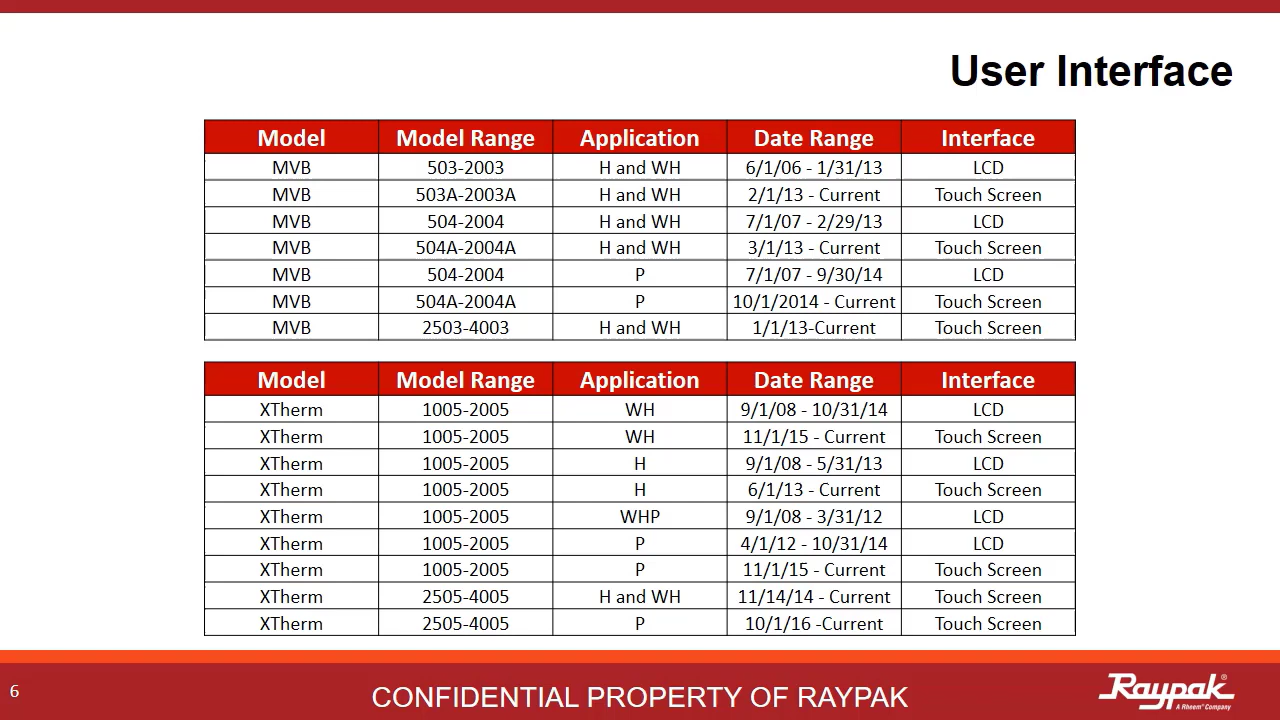 User Interface
Model Model Range Application Date Range Interface
MVB 503-2003 H and WH 6/1/06 - 1/31/13 LCD
MVB 503A-2003A H and WH 2/1/13 - Current Touch Screen
MVB 504-2004 H and WH 7/1/07 - 2/29/13 LCD
MVB 504A-2004A H and WH 3/1/13 - Current Touch Screen
MVB 504-2004 P 7/1/07 - 9/30/14 LCD
MVB 504A-2004A P 10/1/2014 - Current Touch Screen
MVB 2503-4003 H and WH 1/1/13-Current Touch Screen
Model Model Range Application Date Range Interface
XTherm 1005-2005 WH 9/1/08 - 10/31/14 LCD
XTherm 1005-2005 WH 11/1/15 - Current Touch Screen
XTherm 1005-2005 H 9/1/08 - 5/31/13 LCD
XTherm 1005-2005 H 6/1/13 - Current Touch Screen
XTherm 1005-2005 WHP 9/1/08 - 3/31/12 LCD
XTherm 1005-2005 P 4/1/12 - 10/31/14 LCD
XTherm 1005-2005 P 11/1/15 - Current Touch Screen
XTherm 2505-4005 H and WH 11/14/14 - Current Touch Screen
XTherm 2505-4005 P 10/1/16 -Current Touch Screen
6
CONFIDENTIAL PROPERTY OF RAYPAK
Raypak®
A Rheem® Company